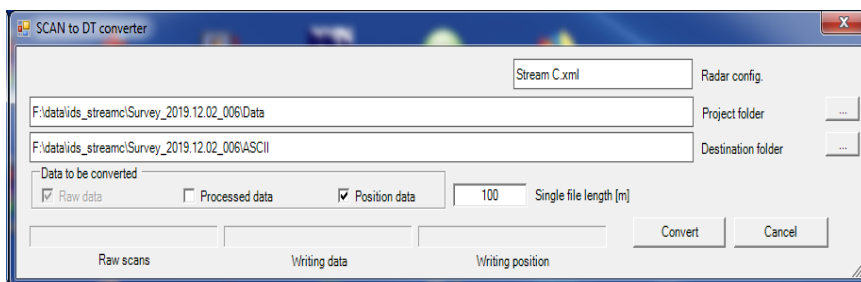 SCAN to DT converter
Stream C.xml Radar config.
F:\data\ids_streamc\Survey_2019.12.02_006\Data Project folder ...
F:\data\ids_streamc\Survey_2019.12.02_006\ASCII Destination folder ...
Data to be converted
Raw data Processed data Position data 100 Single file length [m]
Convert Cancel
Raw scans Writing data Writing position